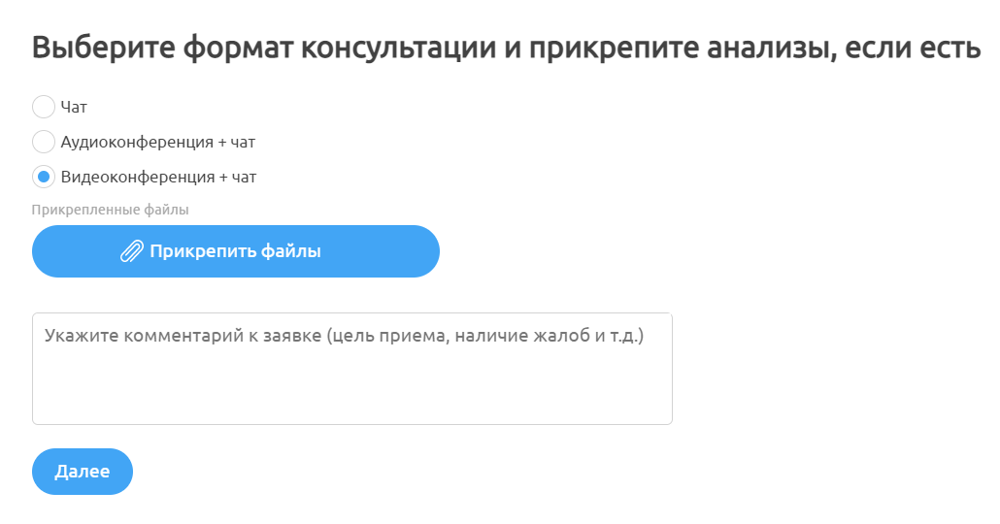 Выберите формат консультации и прикрепите анализы, если есть
Чат
Аудиоконференция + чат
Видеоконференция + чат
Прикрепленные файлы
Прикрепить файлы
Укажите комментарий к заявке (цель приема, наличие жалоб и т.д.)
Далее